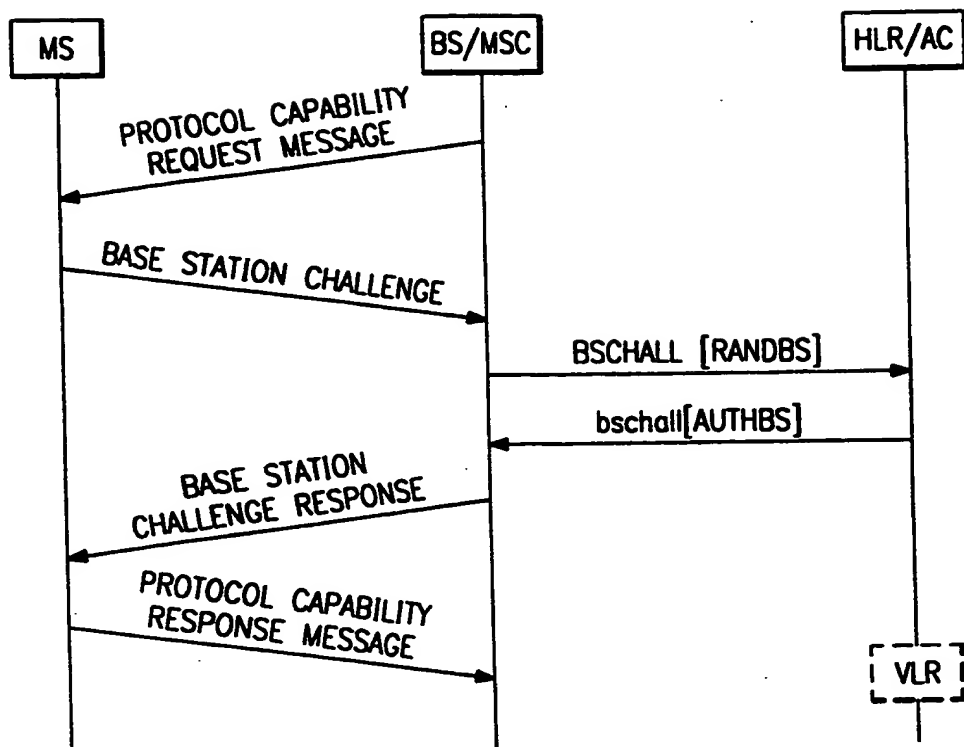 MS
BS/MSC
HLR/AC
PROTOCOL CAPABILITY
REQUEST MESSAGE
BASE STATION CHALLENGE
BSCHALL [RANDBS]
bschall[AUTHBS]
BASE STATION
CHALLENGE RESPONSE
PROTOCOL CAPABILITY
RESPONSE MESSAGE
VLR